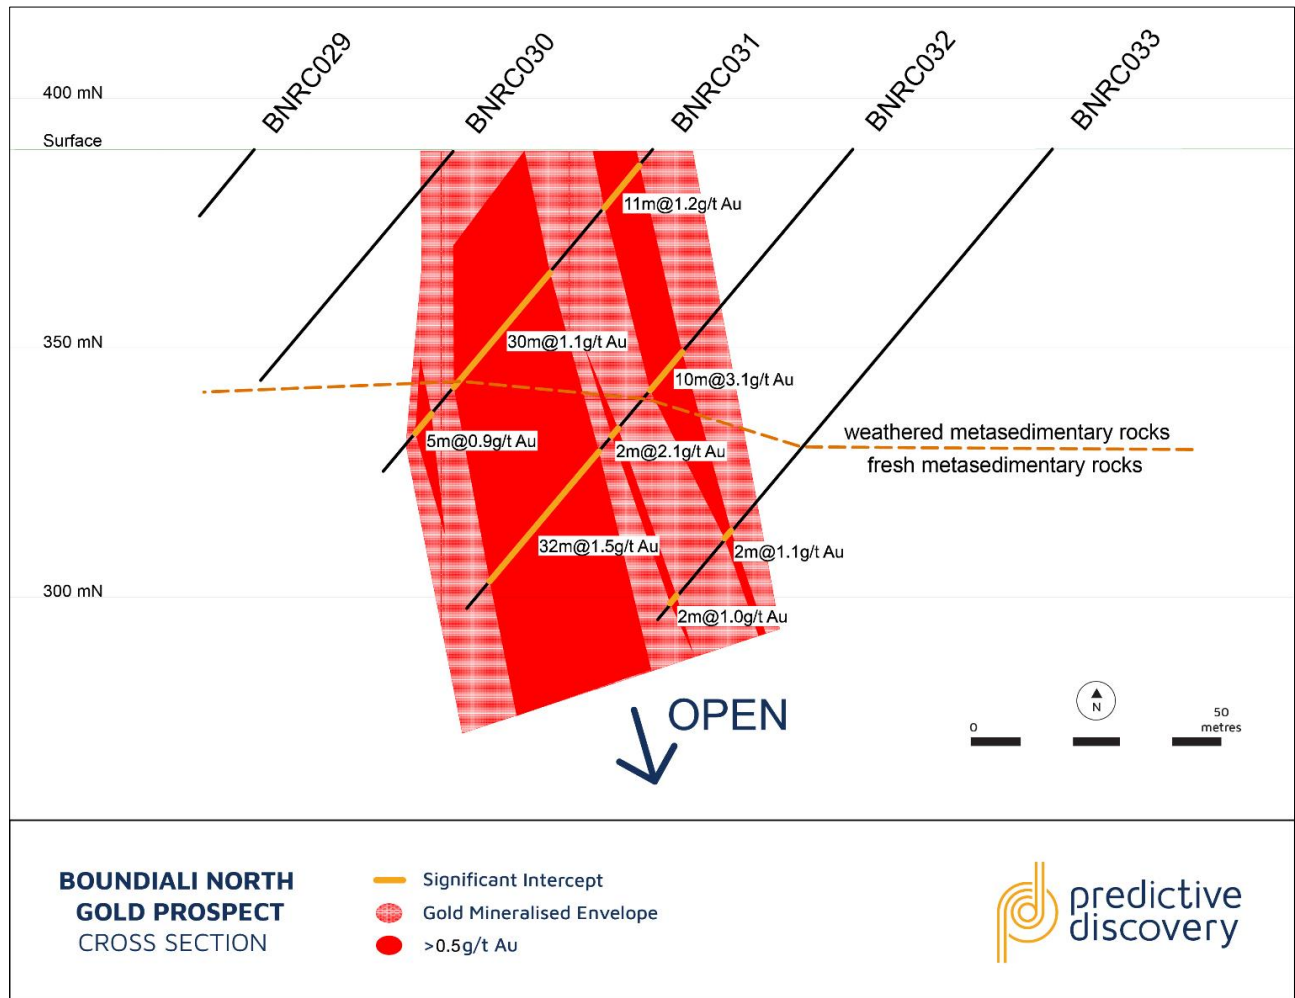 BNRC029
BNRC030
BNRC031
BNRC032
BNRC033
400 mN
Surface
11m@1.2g/t Au
350 mN
30m@1.1g/t Au
10m@3.1g/t Au
5m@0.9g/t Au
2m@2.1g/t Au
weathered metasedimentary rocks
fresh metasedimentary rocks
32m@1.5g/t Au
2m@1.1g/t Au
300 mN
2m@1.0g/t Au
OPEN
N
0
50
metres
BOUNDIALI NORTH
GOLD PROSPECT
CROSS SECTION
Significant Intercept
Gold Mineralised Envelope
>0.5g/t Au
predictive
discovery